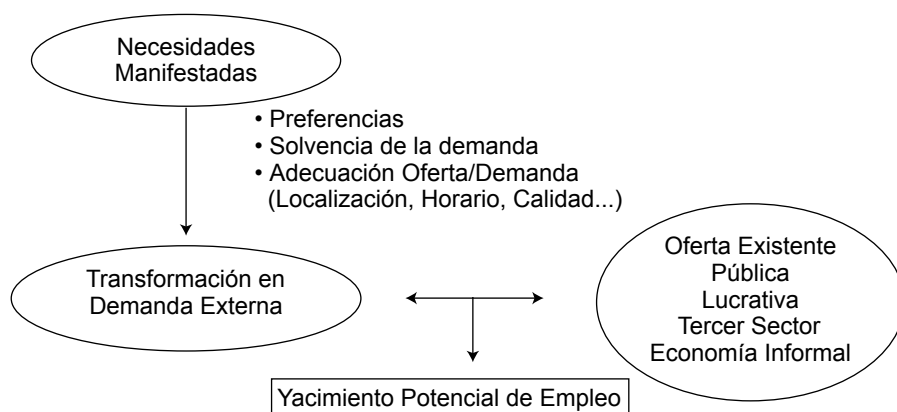 Necesidades
Manifestadas
• Preferencias
• Solvencia de la demanda
• Adecuación Oferta/Demanda
(Localización, Horario, Calidad...)
Transformación en
Demanda Externa
Oferta Existente
Pública
Lucrativa
Tercer Sector
Economía Informal
Yacimiento Potencial de Empleo